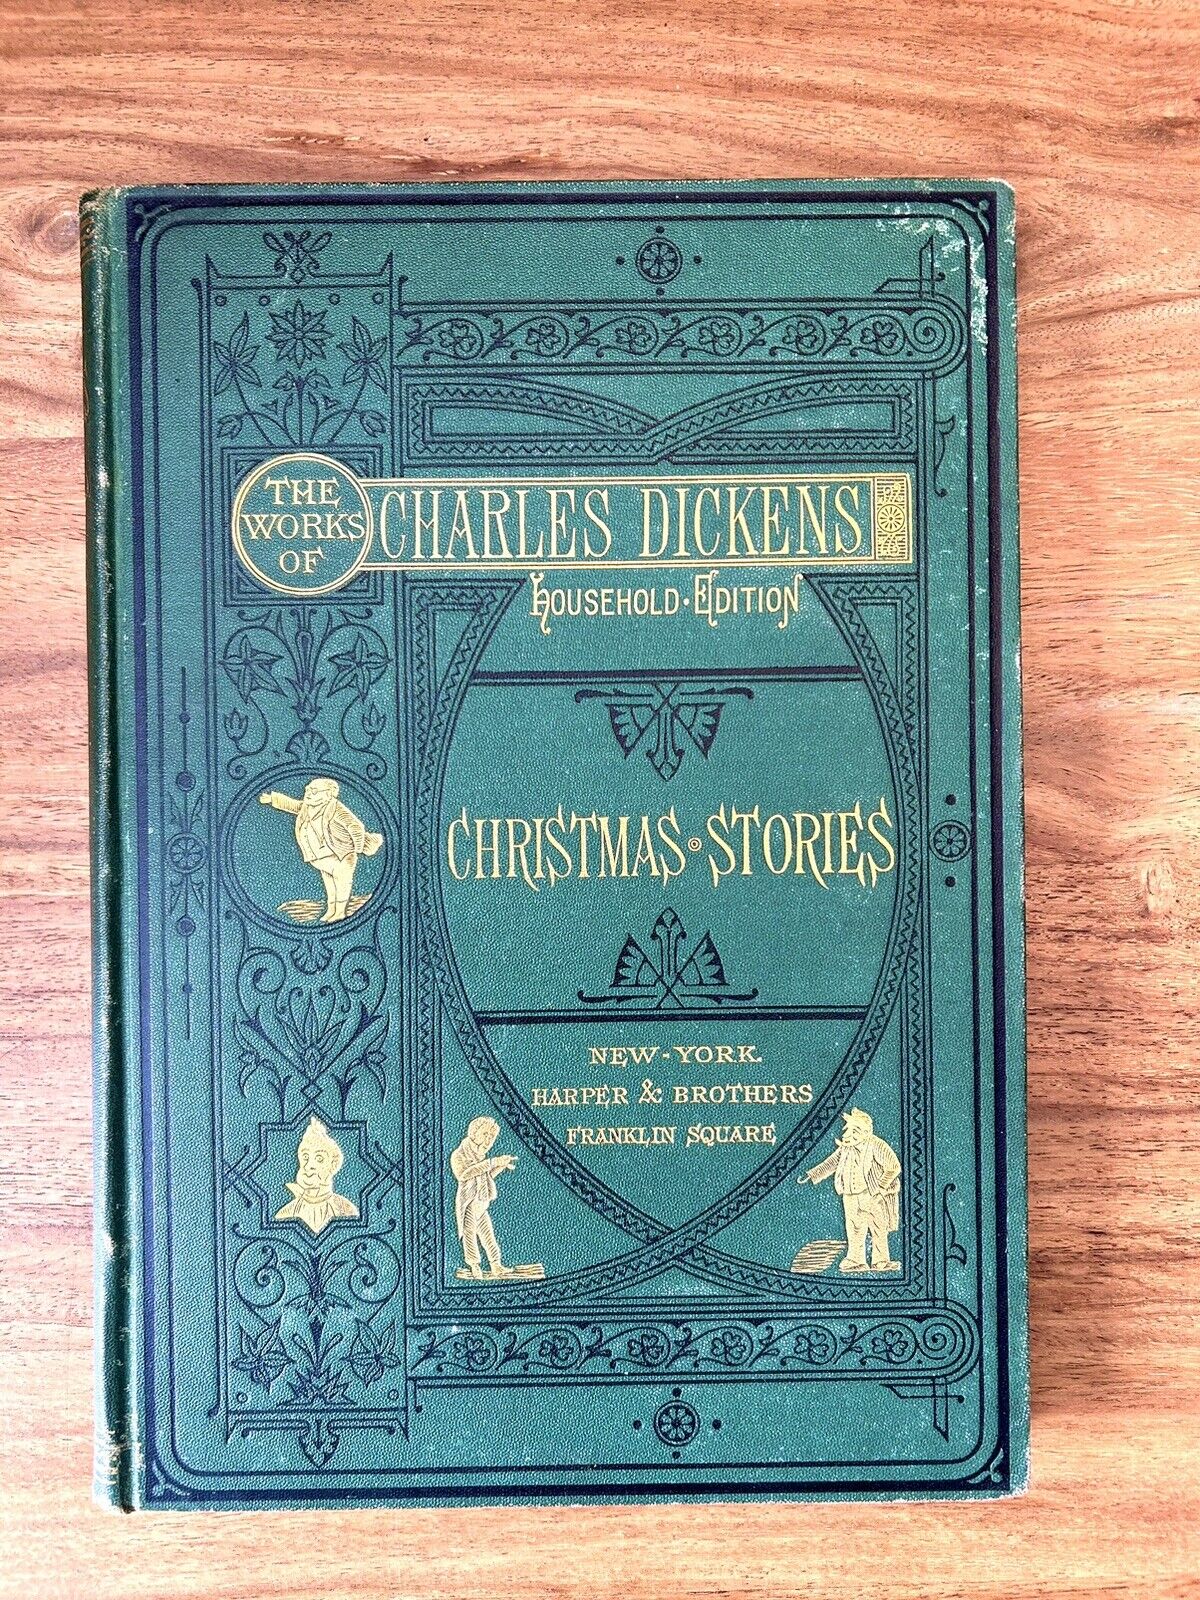 THE
WORKS
OF
CHARLES DICKENS
HOUSEHOLD · EDITION
CHRISTMAS · STORIES
NEW-YORK.
HARPER & BROTHERS
FRANKLIN SQUARE